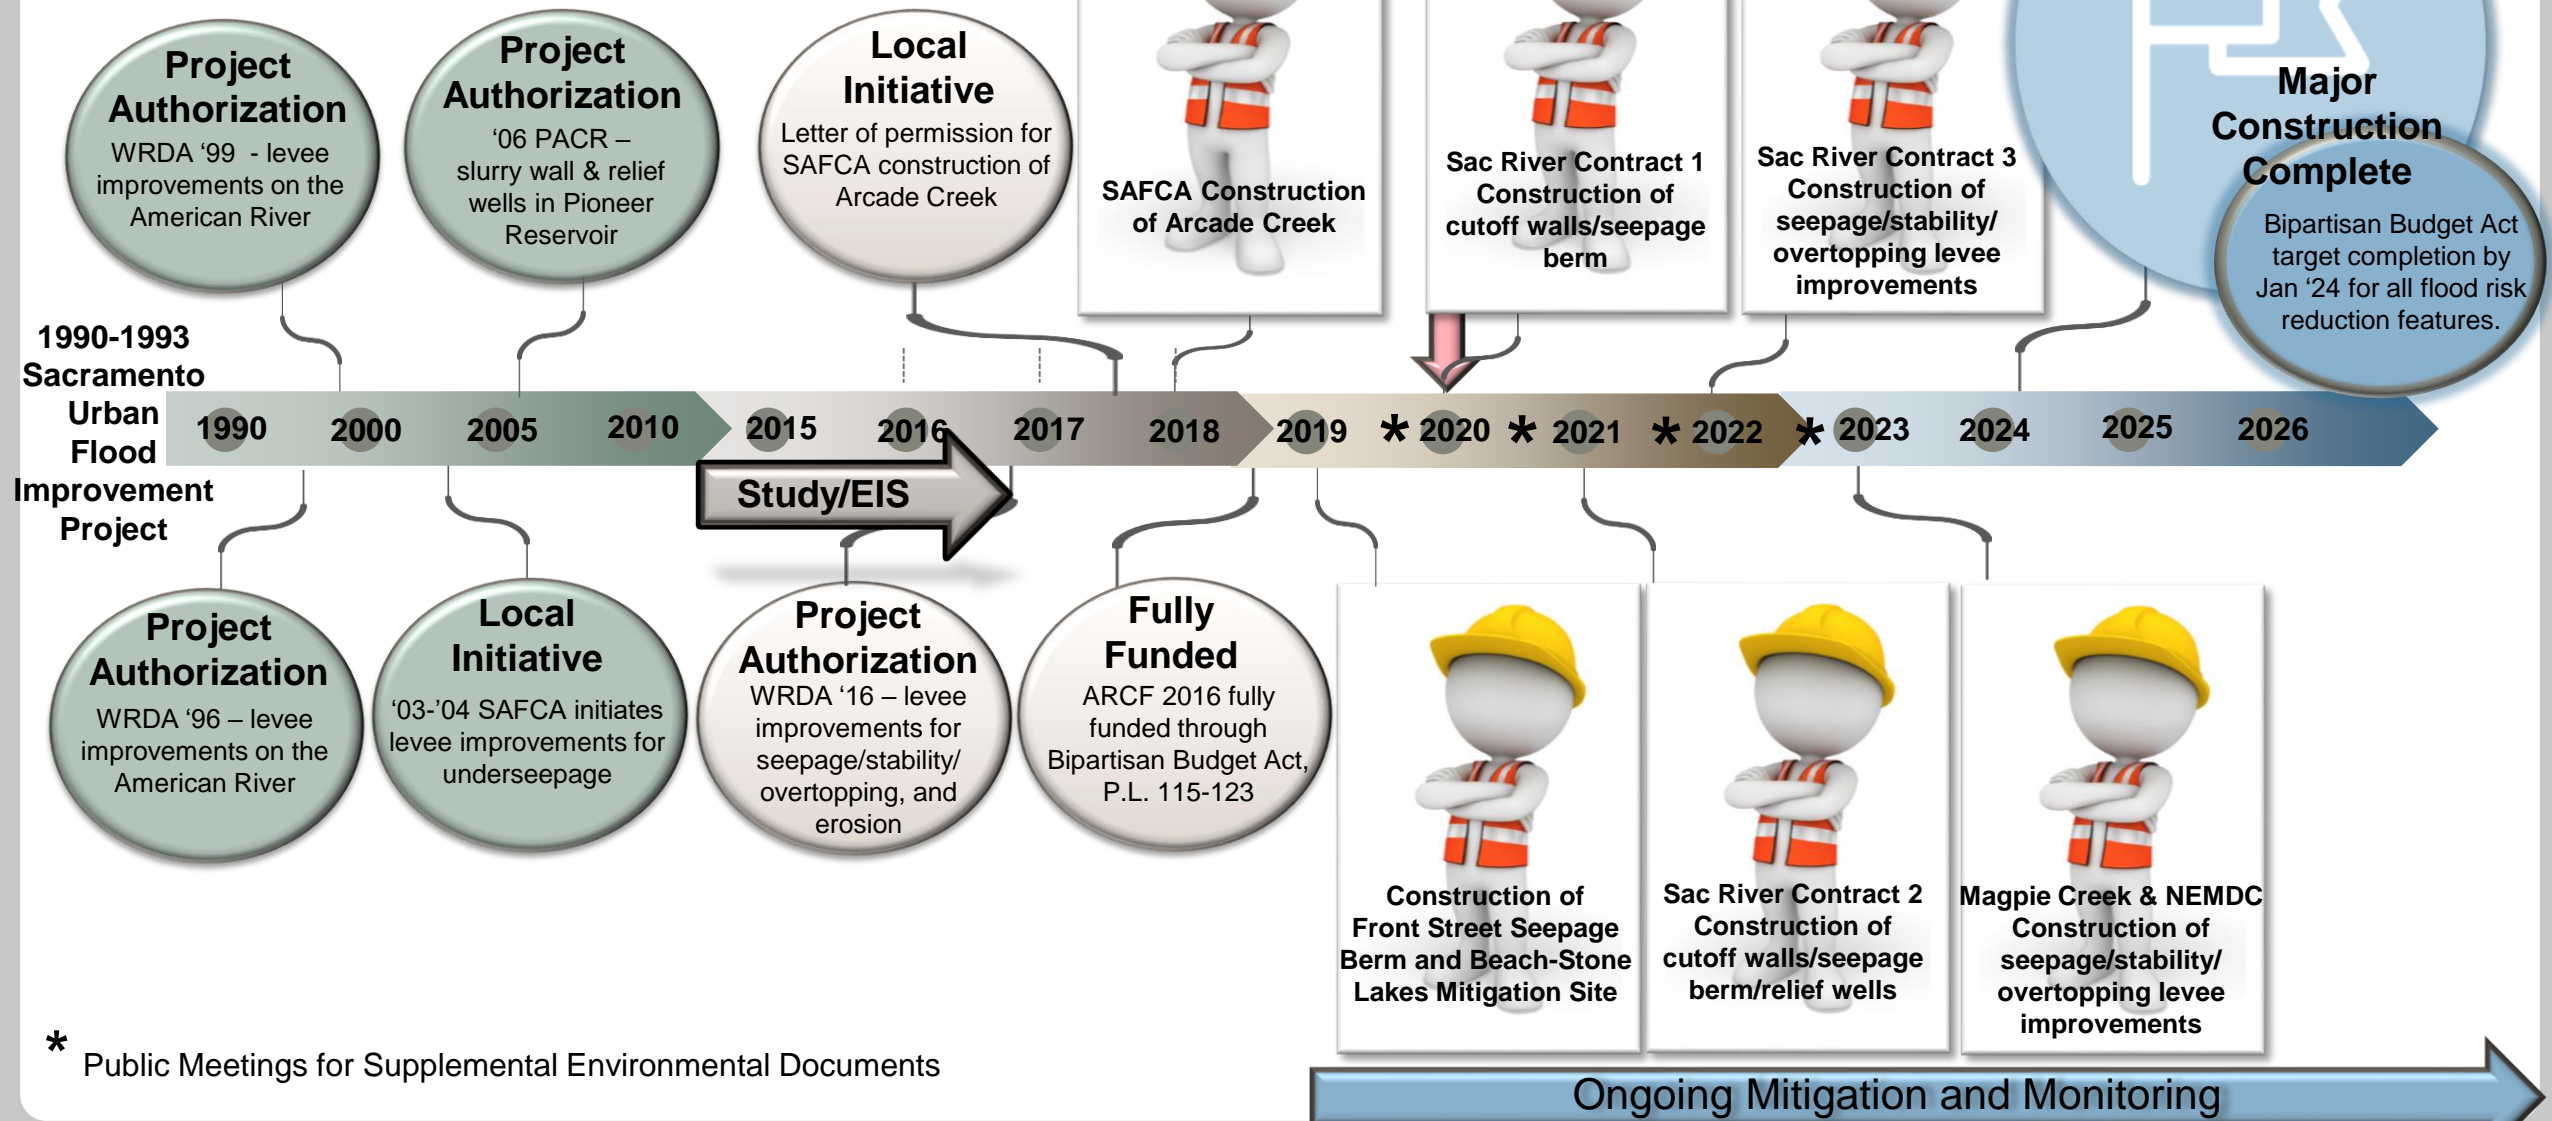 Project
Authorization
WRDA ‘99 - levee
improvements on the
American River
Project
Authorization
‘06 PACR –
slurry wall & relief
wells in Pioneer
Reservoir
Local
Initiative
Letter of permission for
SAFCA construction of
Arcade Creek
SAFCA Construction
of Arcade Creek
Sac River Contract 1
Construction of
cutoff walls/seepage
berm
Sac River Contract 3
Construction of
seepage/stability/
overtopping levee
improvements
Major
Construction
Complete
Bipartisan Budget Act
target completion by
Jan ‘24 for all flood risk
reduction features.
1990-1993
Sacramento
Urban
Flood
Improvement
Project
1990 2000 2005 2010 2015 2016 2017 2018 2019 * 2020 * 2021 * 2022 * 2023 2024 2025 2026
Study/EIS
Project
Authorization
WRDA ‘96 – levee
improvements on the
American River
Local
Initiative
‘03-’04 SAFCA initiates
levee improvements for
underseepage
Project
Authorization
WRDA ‘16 – levee
improvements for
seepage/stability/
overtopping, and
erosion
Fully
Funded
ARCF 2016 fully
funded through
Bipartisan Budget Act,
P.L. 115-123
Construction of
Front Street Seepage
Berm and Beach-Stone
Lakes Mitigation Site
Sac River Contract 2
Construction of
cutoff walls/seepage
berm/relief wells
Magpie Creek & NEMDC
Construction of
seepage/stability/
overtopping levee
improvements
* Public Meetings for Supplemental Environmental Documents
Ongoing Mitigation and Monitoring